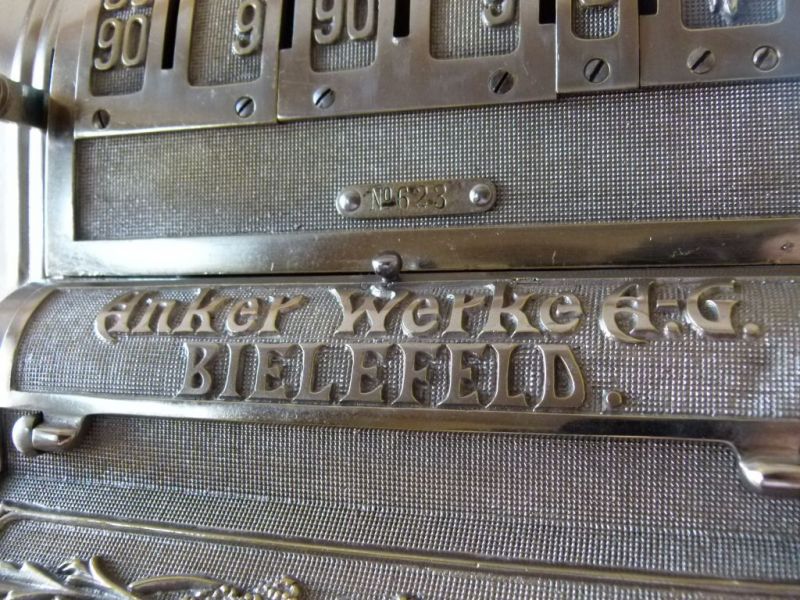 90 9 90 9
No 623
Anker Werke A.-G.
BIELEFELD.